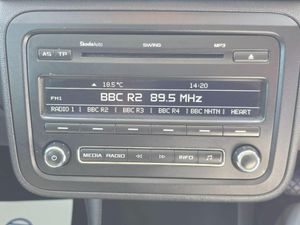 ŠkodaAuto SWING MP3
AS TP
18.5°C 14:20
FM1 BBC R2 89.5 MHz
RADIO 1 | BBC R2 | BBC R3 | BBC R4 | BBC NHTN | HEART
MEDIA RADIO INFO